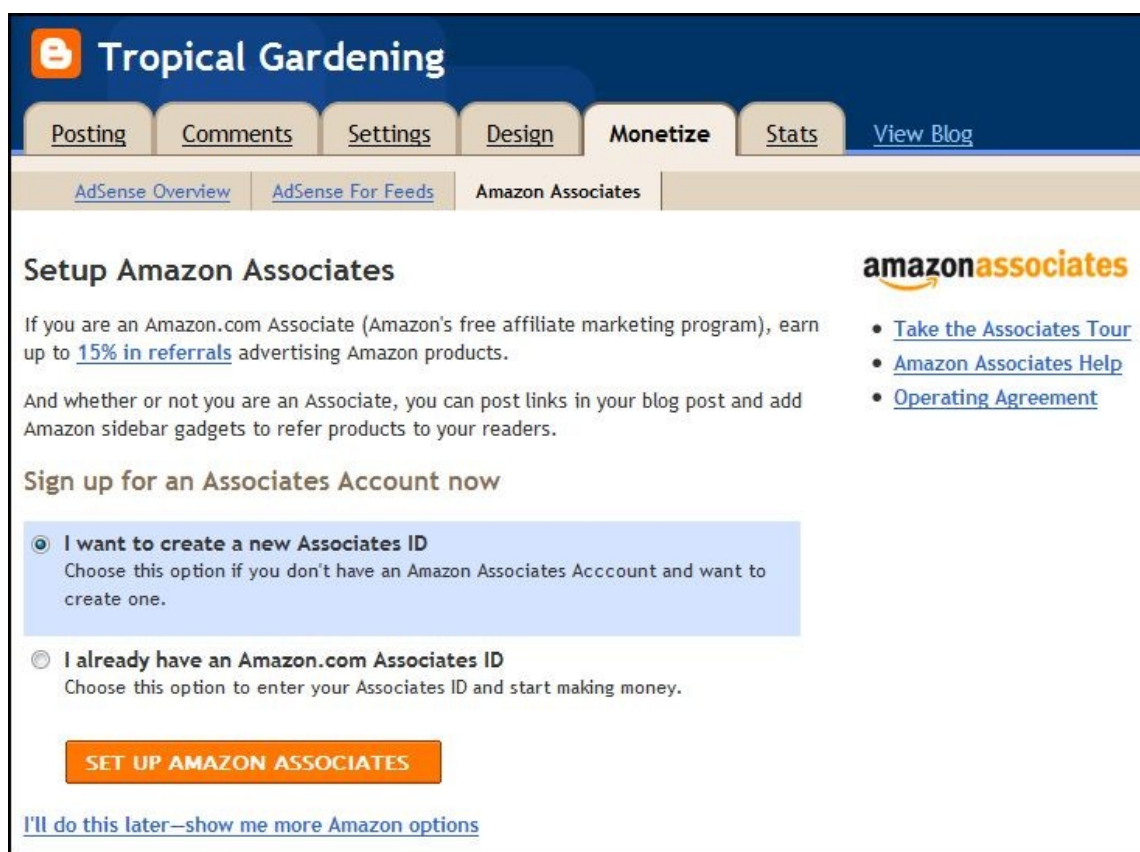 Tropical Gardening
Posting Comments Settings Design Monetize Stats View Blog
AdSense Overview AdSense For Feeds Amazon Associates
Setup Amazon Associates
amazonassociates
If you are an Amazon.com Associate (Amazon's free affiliate marketing program), earn
up to 15% in referrals advertising Amazon products.
And whether or not you are an Associate, you can post links in your blog post and add
Amazon sidebar gadgets to refer products to your readers.
• Take the Associates Tour
• Amazon Associates Help
• Operating Agreement
Sign up for an Associates Account now
I want to create a new Associates ID
Choose this option if you don't have an Amazon Associates Acccount and want to
create one.
I already have an Amazon.com Associates ID
Choose this option to enter your Associates ID and start making money.
SET UP AMAZON ASSOCIATES
I'll do this later—show me more Amazon options